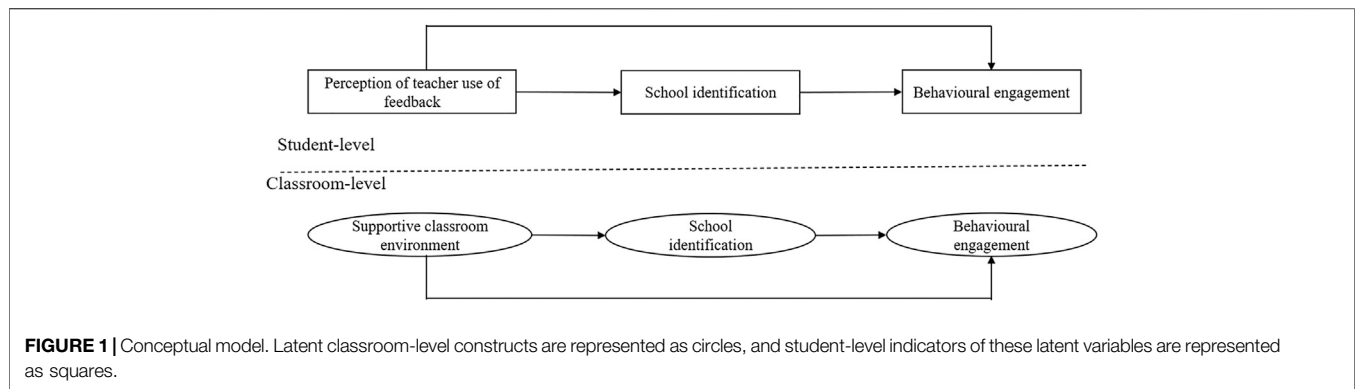 Perception of teacher use of
feedback
School identification
Behavioural engagement
Student-level
Classroom-level
Supportive classroom
environment
School
identification
Behavioural
engagement
FIGURE 1 | Conceptual model. Latent classroom-level constructs are represented as circles, and student-level indicators of these latent variables are represented
as squares.